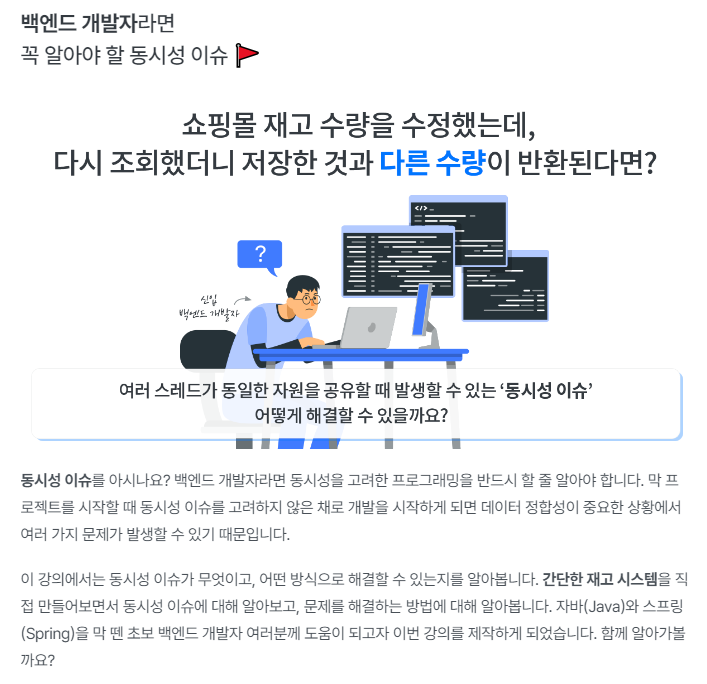 백엔드 개발자라면
꼭 알아야 할 동시성 이슈 🚩
쇼핑몰 재고 수량을 수정했는데,
다시 조회했더니 저장한 것과 다른 수량이 반환된다면?
</> _
?
신입
백엔드 개발자
여러 스레드가 동일한 자원을 공유할 때 발생할 수 있는 ‘동시성 이슈’
어떻게 해결할 수 있을까요?
동시성 이슈를 아시나요? 백엔드 개발자라면 동시성을 고려한 프로그래밍을 반드시 할 줄 알아야 합니다. 막 프
로젝트를 시작할 때 동시성 이슈를 고려하지 않은 채로 개발을 시작하게 되면 데이터 정합성이 중요한 상황에서
여러 가지 문제가 발생할 수 있기 때문입니다.
이 강의에서는 동시성 이슈가 무엇이고, 어떤 방식으로 해결할 수 있는지를 알아봅니다. 간단한 재고 시스템을 직
접 만들어보면서 동시성 이슈에 대해 알아보고, 문제를 해결하는 방법에 대해 알아봅니다. 자바(Java)와 스프링
(Spring)을 막 뗀 초보 백엔드 개발자 여러분께 도움이 되고자 이번 강의를 제작하게 되었습니다. 함께 알아가볼
까요?